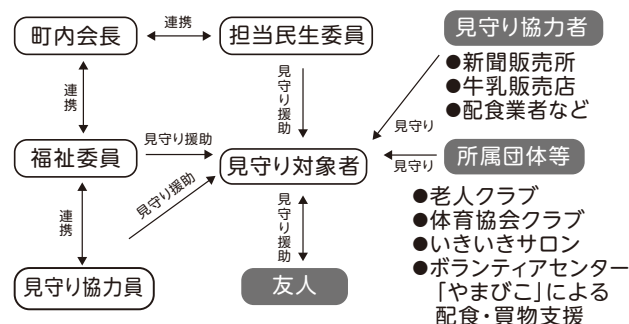 町内会長
連携
担当民生委員
見守り協力者
●新聞販売所
●牛乳販売店
●配食業者など
連携
見守り援助
見守り
福祉委員
見守り援助
見守り対象者
見守り
所属団体等
連携
見守り援助
見守り援助
●老人クラブ
●体育協会クラブ
●いきいきサロン
●ボランティアセンター
「やまびこ」による
配食・買物支援
見守り協力員
友人